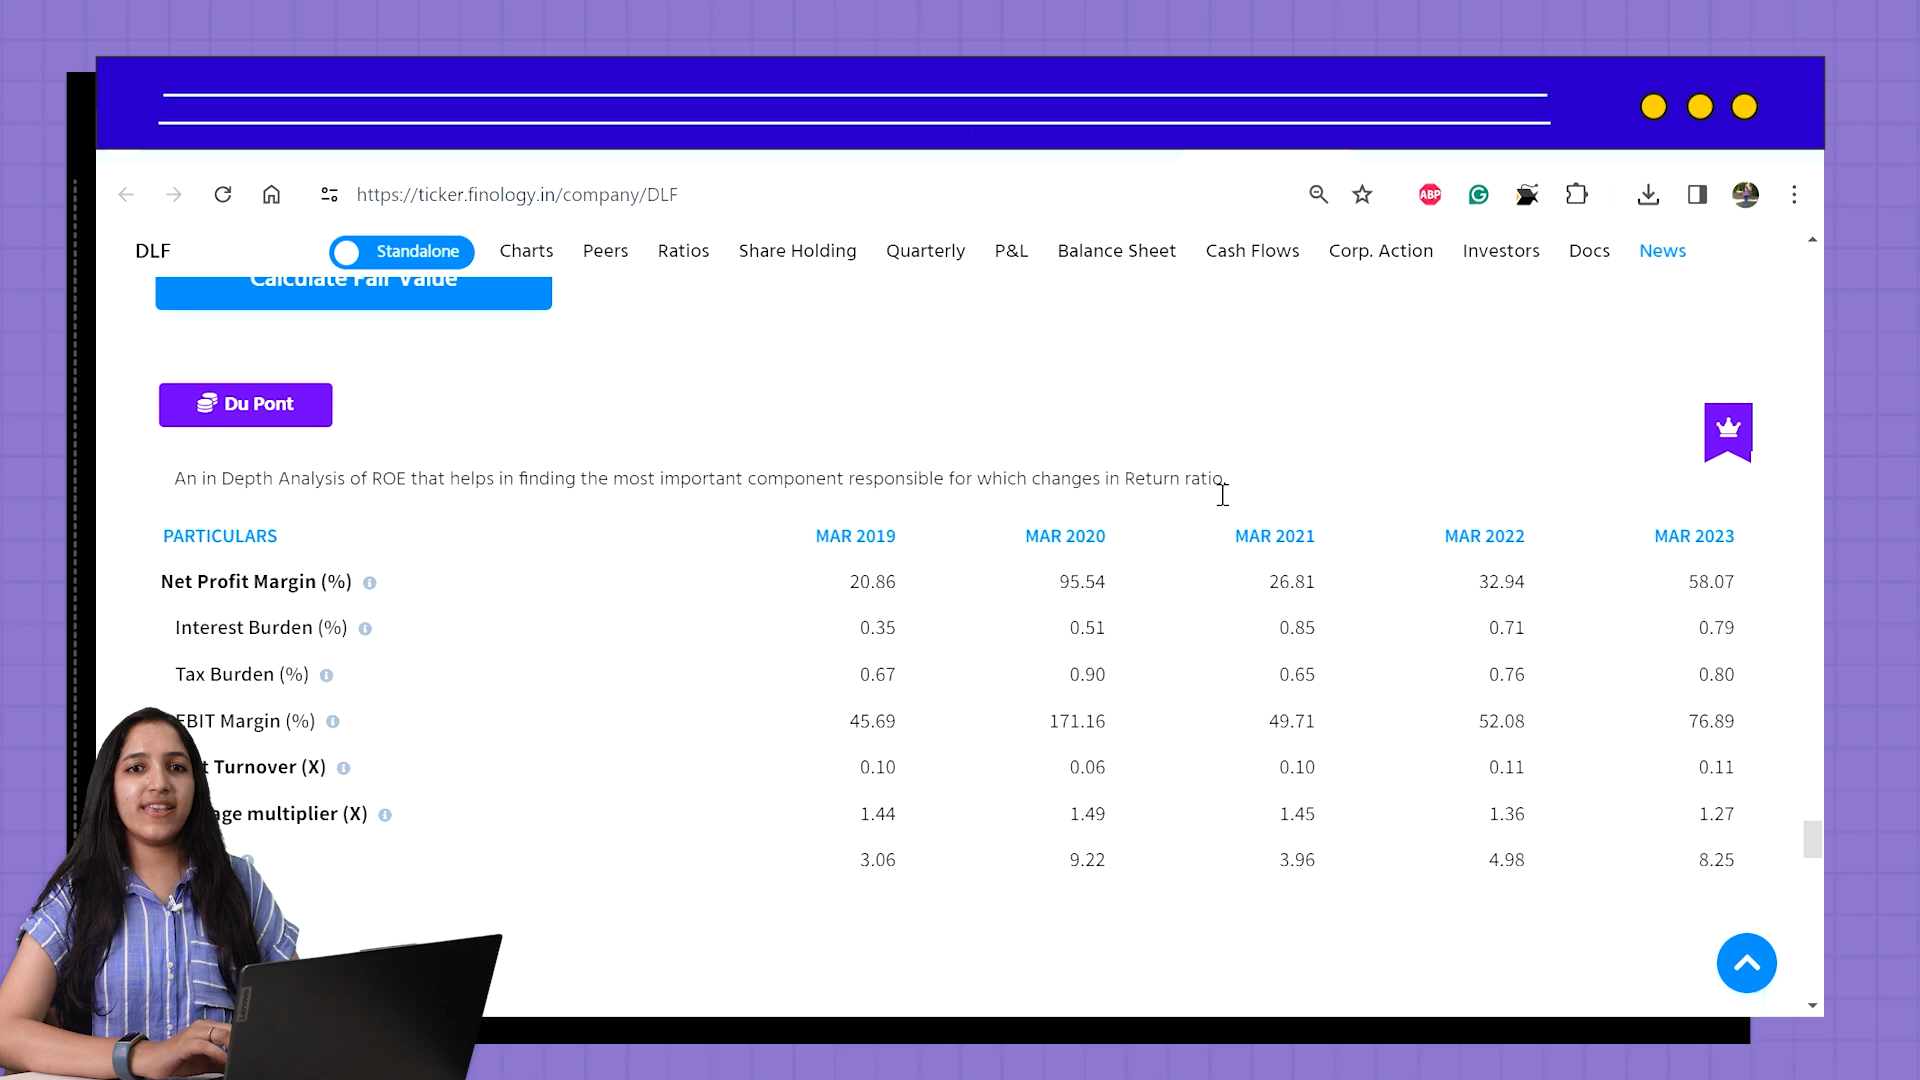 https://ticker.finology.in/company/DLF
ABP
DLF Standalone Charts Peers Ratios Share Holding Quarterly P&L Balance Sheet Cash Flows Corp. Action Investors Docs News
Calculate Fair Value
Du Pont
An in Depth Analysis of ROE that helps in finding the most important component responsible for which changes in Return ratio.
PARTICULARS MAR 2019 MAR 2020 MAR 2021 MAR 2022 MAR 2023
Net Profit Margin (%) 20.86 95.54 26.81 32.94 58.07
Interest Burden (%) 0.35 0.51 0.85 0.71 0.79
Tax Burden (%) 0.67 0.90 0.65 0.76 0.80
EBIT Margin (%) 45.69 171.16 49.71 52.08 76.89
t Turnover (X) 0.10 0.06 0.10 0.11 0.11
age multiplier (X) 1.44 1.49 1.45 1.36 1.27
3.06 9.22 3.96 4.98 8.25
Lenovo